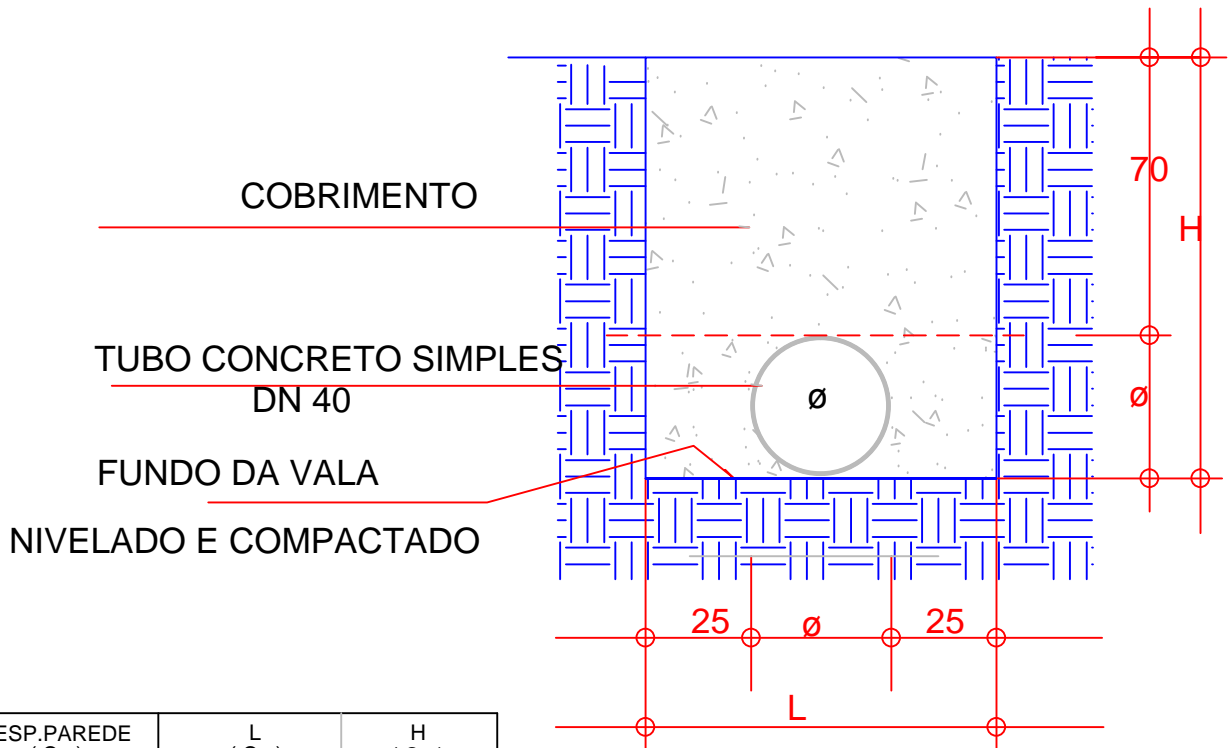 70
COBRIMENTO
H
TUBO CONCRETO SIMPLES
DN 40
ø
ø
FUNDO DA VALA
NIVELADO E COMPACTADO
25 ø 25
L
ESP.PAREDE L H